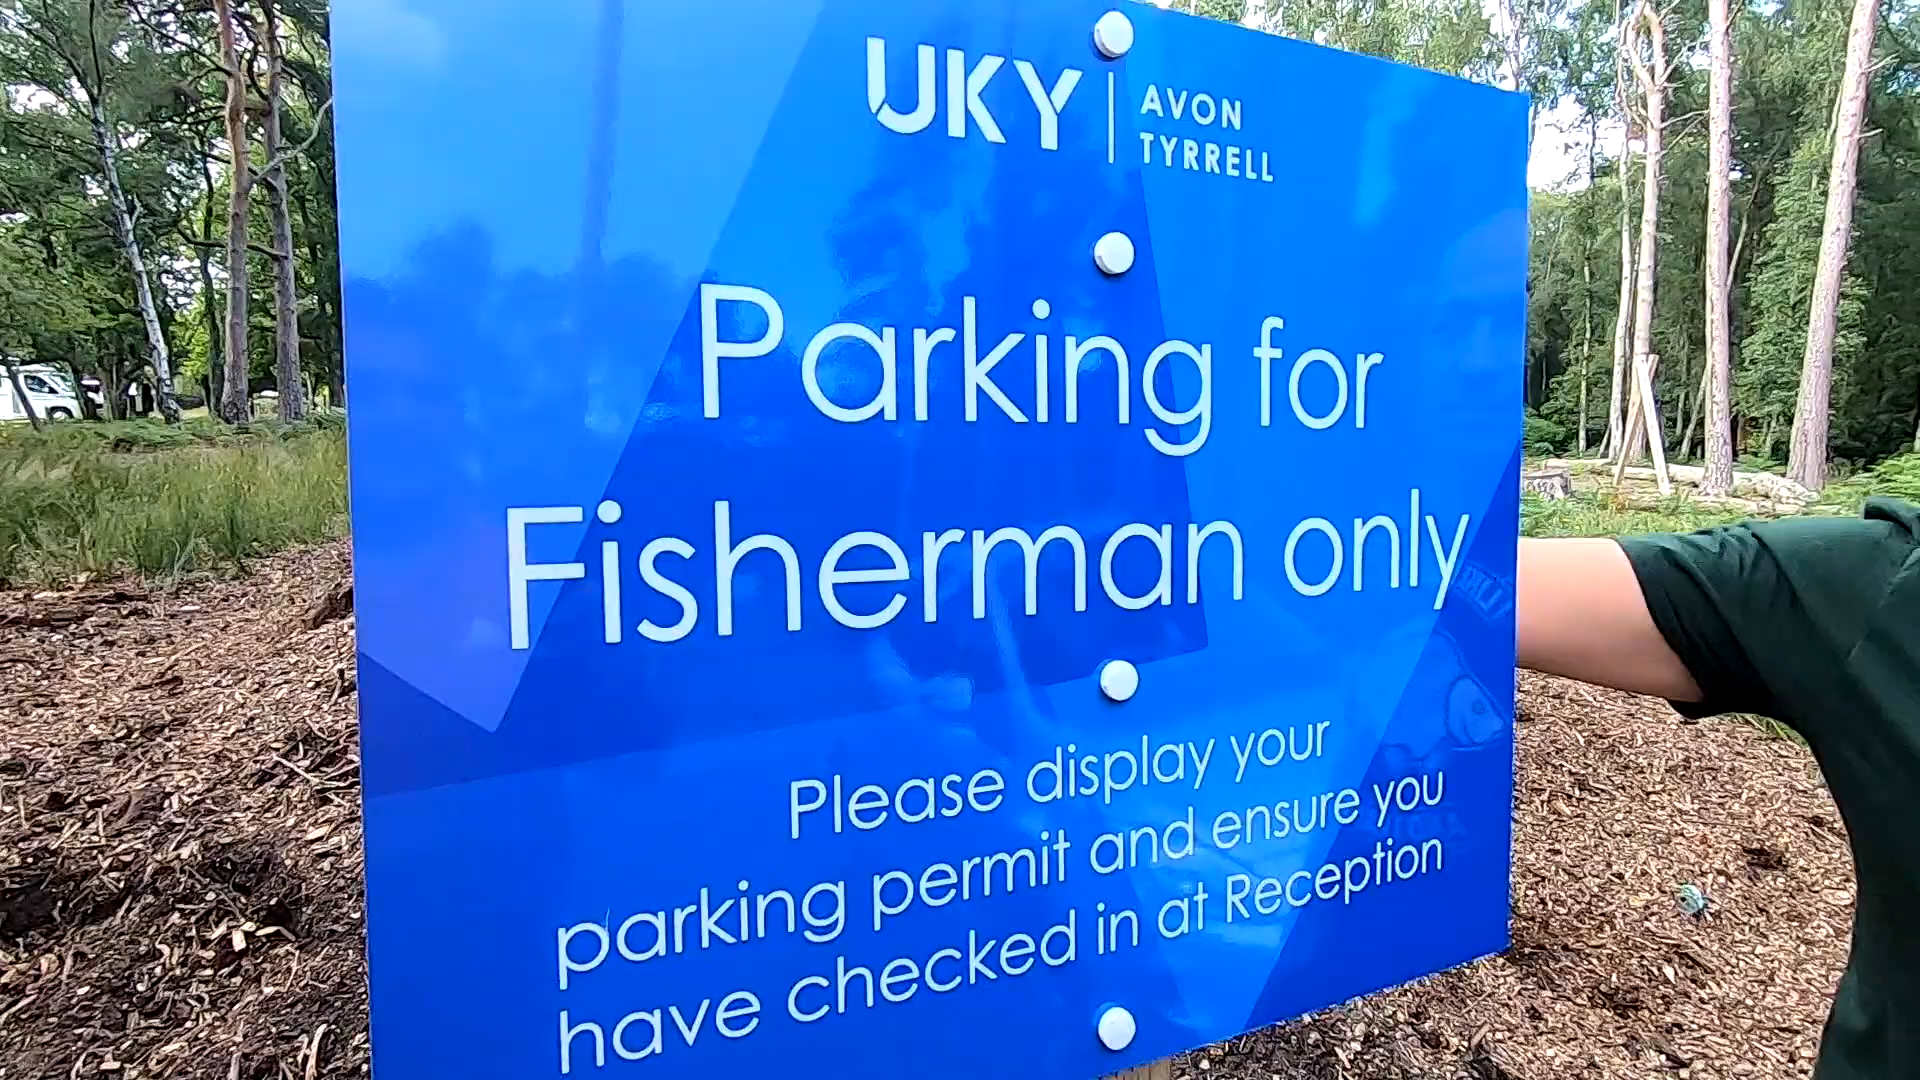 UKY
AVON
TYRRELL
Parking for
Fisherman only
Please display your
parking permit and ensure you
have checked in at Reception